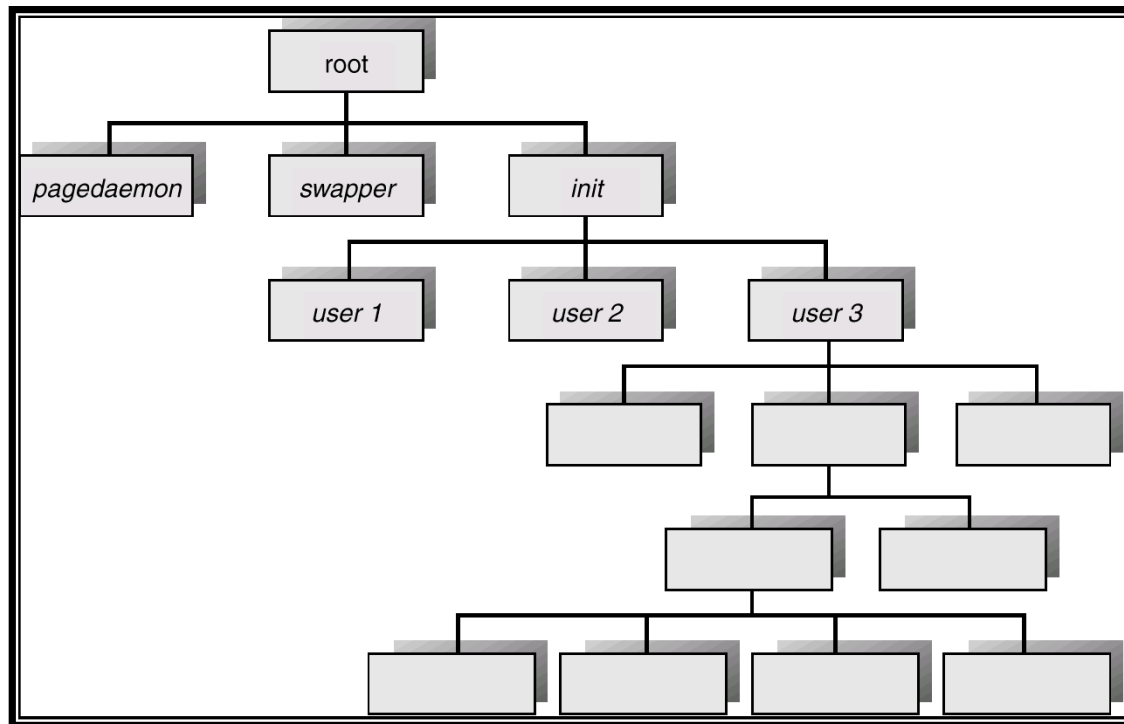 root
pagedaemon
swapper
init
user 1
user 2
user 3